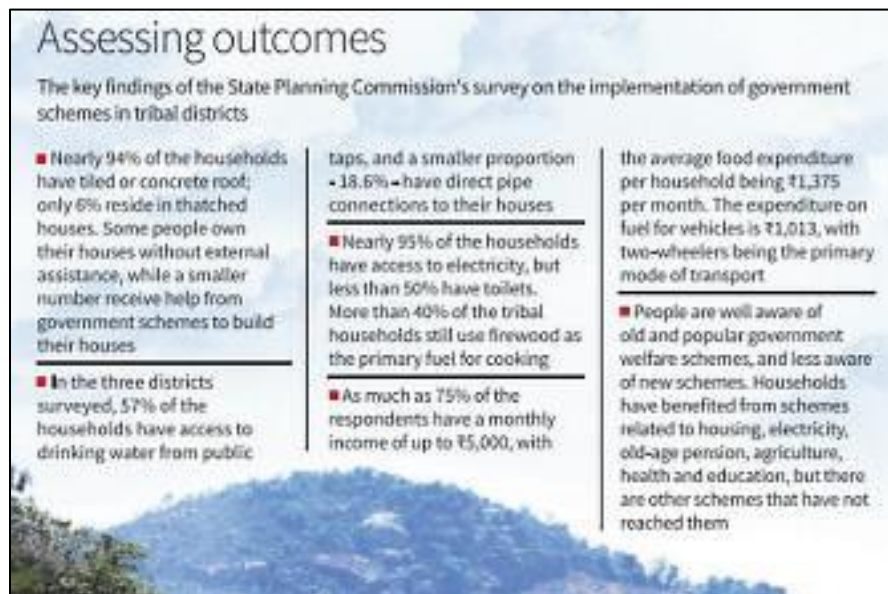 Assessing outcomes
The key findings of the State Planning Commission's survey on the implementation of government
schemes in tribal districts
■ Nearly 94% of the households
have tiled or concrete roof;
only 6% reside in thatched
houses. Some people own
their houses without external
assistance, while a smaller
number receive help from
government schemes to build
their houses
■ In the three districts
surveyed, 57% of the
households have access to
drinking water from public
taps, and a smaller proportion
- 18.6% - have direct pipe
connections to their houses
■ Nearly 95% of the households
have access to electricity, but
less than 50% have toilets.
More than 40% of the tribal
households still use firewood as
the primary fuel for cooking
■ As much as 75% of the
respondents have a monthly
income of up to ₹5,000, with
the average food expenditure
per household being ₹1,375
per month. The expenditure on
fuel for vehicles is ₹1,013, with
two-wheelers being the primary
mode of transport
■ People are well aware of
old and popular government
welfare schemes, and less aware
of new schemes. Households
have benefited from schemes
related to housing, electricity,
old-age pension, agriculture,
health and education, but there
are other schemes that have not
reached them